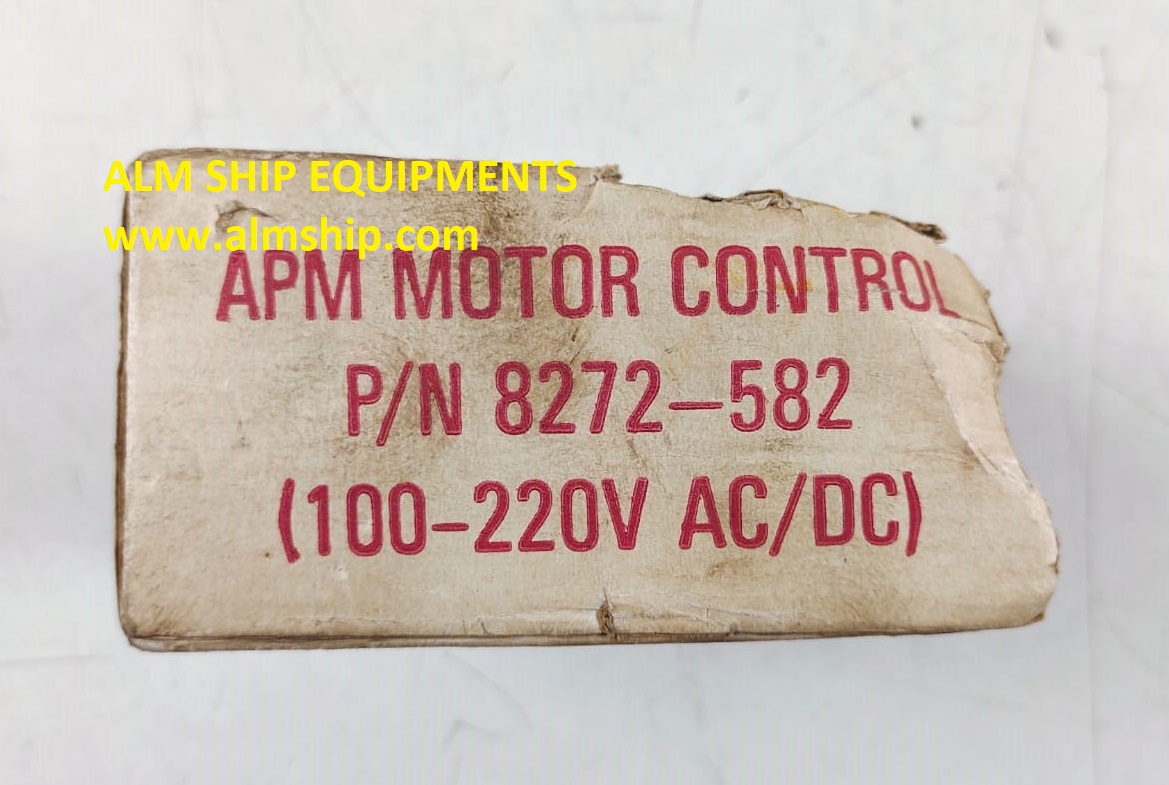 ALM SHIP EQUIPMENTS
www.almship.com
APM MOTOR CONTROL
P/N 8272-582
(100-220V AC/DC)